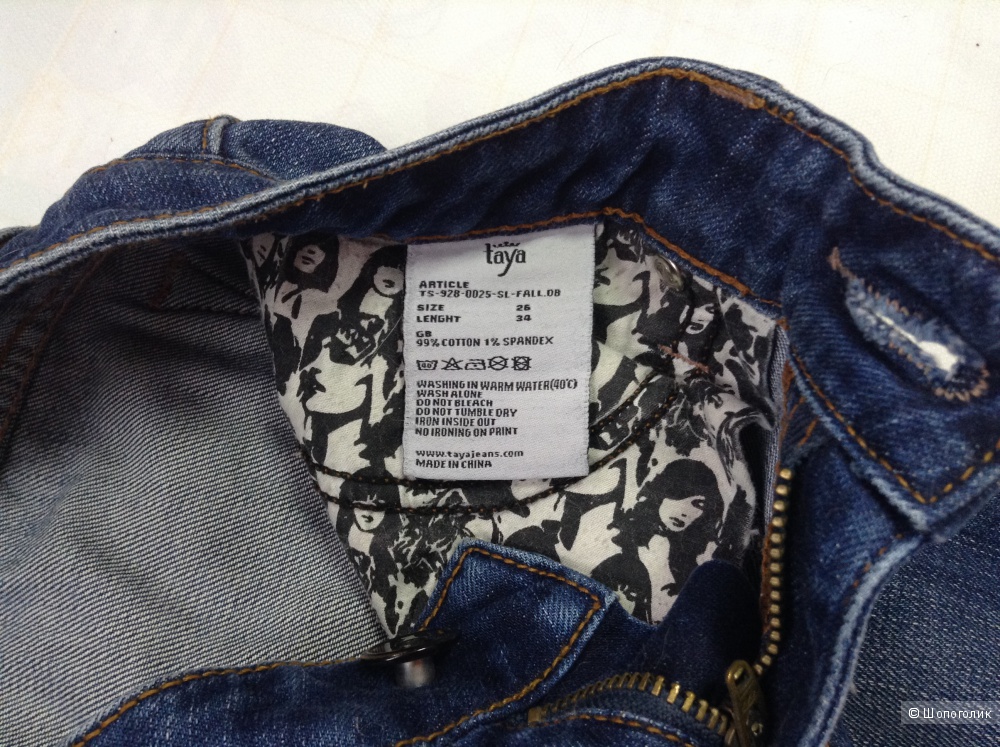 taya
ARTICLE
TS-928-0025-SL-FALL.DB
SIZE 26
LENGHT 34
GB
99% COTTON 1% SPANDEX
WASHING IN WARM WATER(40°C)
WASH ALONE
DO NOT BLEACH
DO NOT TUMBLE DRY
IRON INSIDE OUT
NO IRONING ON PRINT
www.tayajeans.com
MADE IN CHINA
© Шопоголик